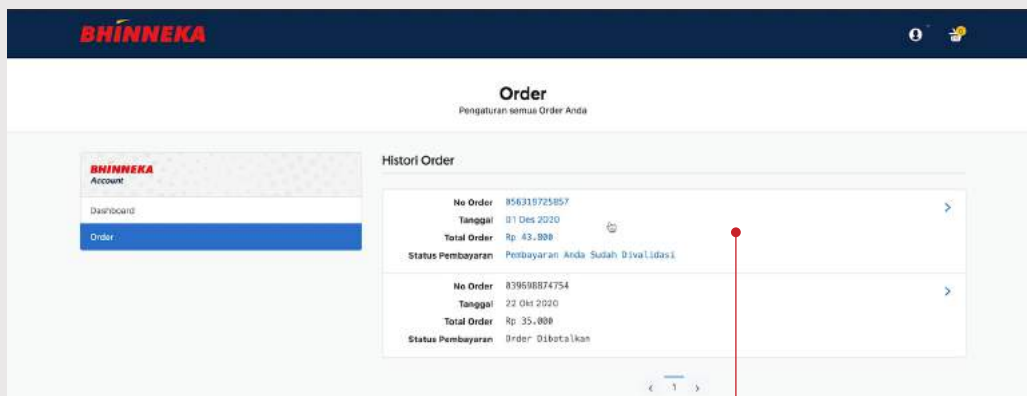 BHINNEKA
0
Order
Pengaturan semua Order Anda
BHINNEKA
Account
Dashboard
Order
Histori Order
No Order 856319725857
Tanggal 01 Des 2020
Total Order Rp 43.800
Status Pembayaran Pembayaran Anda Sudah Divalidasi
No Order 839698874754
Tanggal 22 Okt 2020
Total Order Rp 35.000
Status Pembayaran Order Dibatalkan
1